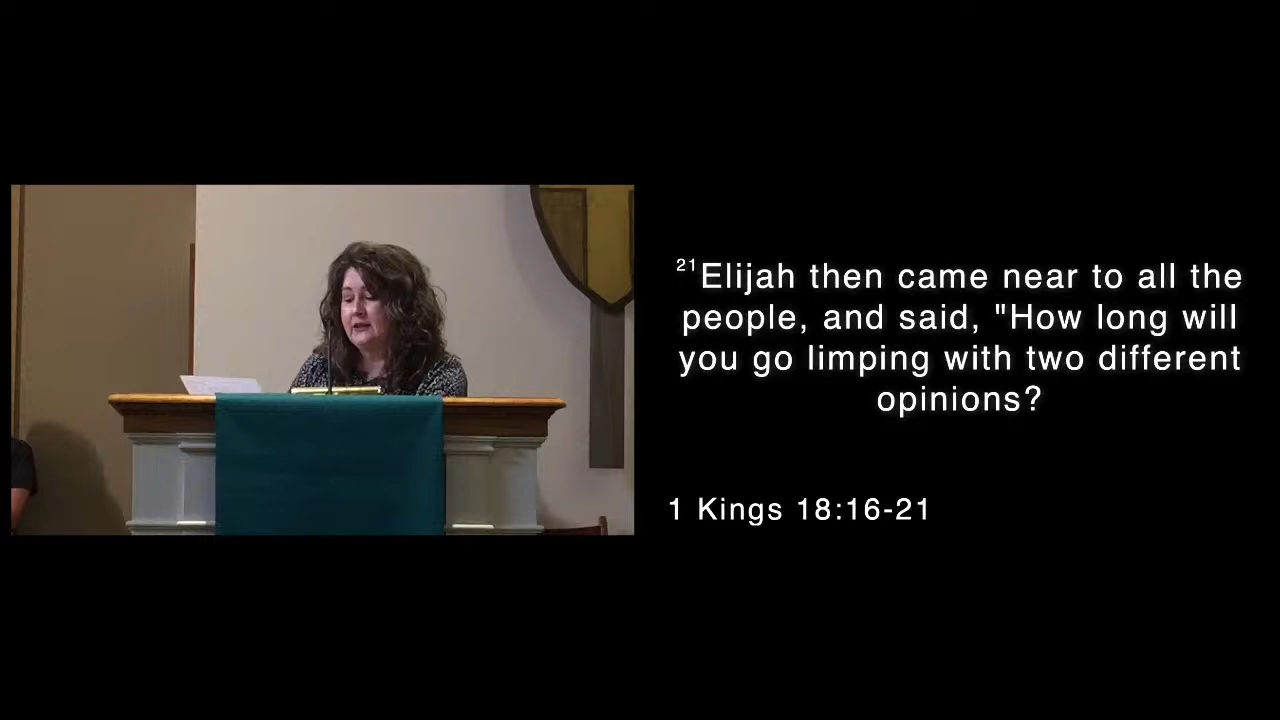 21Elijah then came near to all the
people, and said, "How long will
you go limping with two different
opinions?
1 Kings 18:16-21